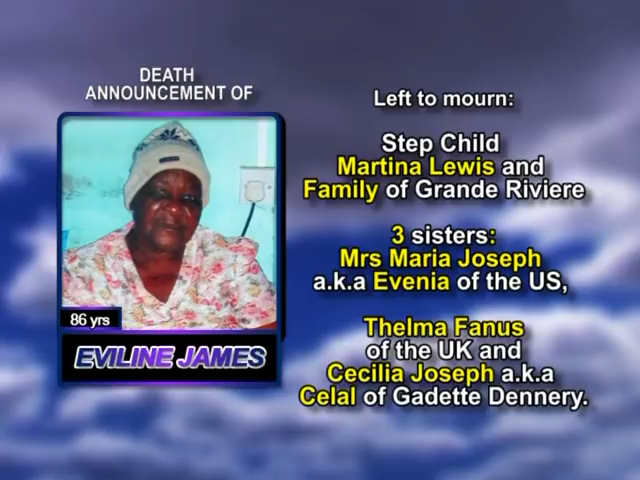 DEATH
ANNOUNCEMENT OF
86 yrs
EVILINE JAMES
Left to mourn:
Step Child
Martina Lewis and
Family of Grande Riviere
3 sisters:
Mrs Maria Joseph
a.k.a Evenia of the US,
Thelma Fanus
of the UK and
Cecilia Joseph a.k.a
Celal of Gadette Dennery.